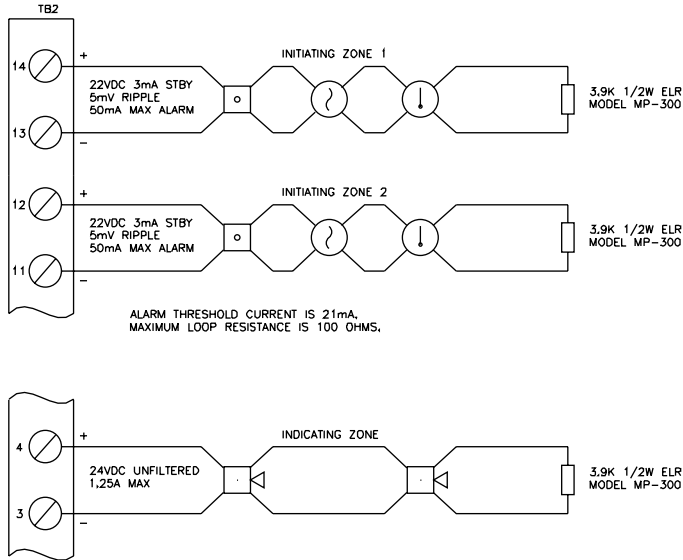 TB2
14
+
INITIATING ZONE 1
22VDC 3mA STBY
5mV RIPPLE
50mA MAX ALARM
3.9K 1/2W ELR
MODEL MP-300
13
–
12
+
INITIATING ZONE 2
22VDC 3mA STBY
5mV RIPPLE
50mA MAX ALARM
3.9K 1/2W ELR
MODEL MP-300
11
–
ALARM THRESHOLD CURRENT IS 21mA.
MAXIMUM LOOP RESISTANCE IS 100 OHMS.
4
+
INDICATING ZONE
24VDC UNFILTERED
1.25A MAX
3.9K 1/2W ELR
MODEL MP-300
3
–